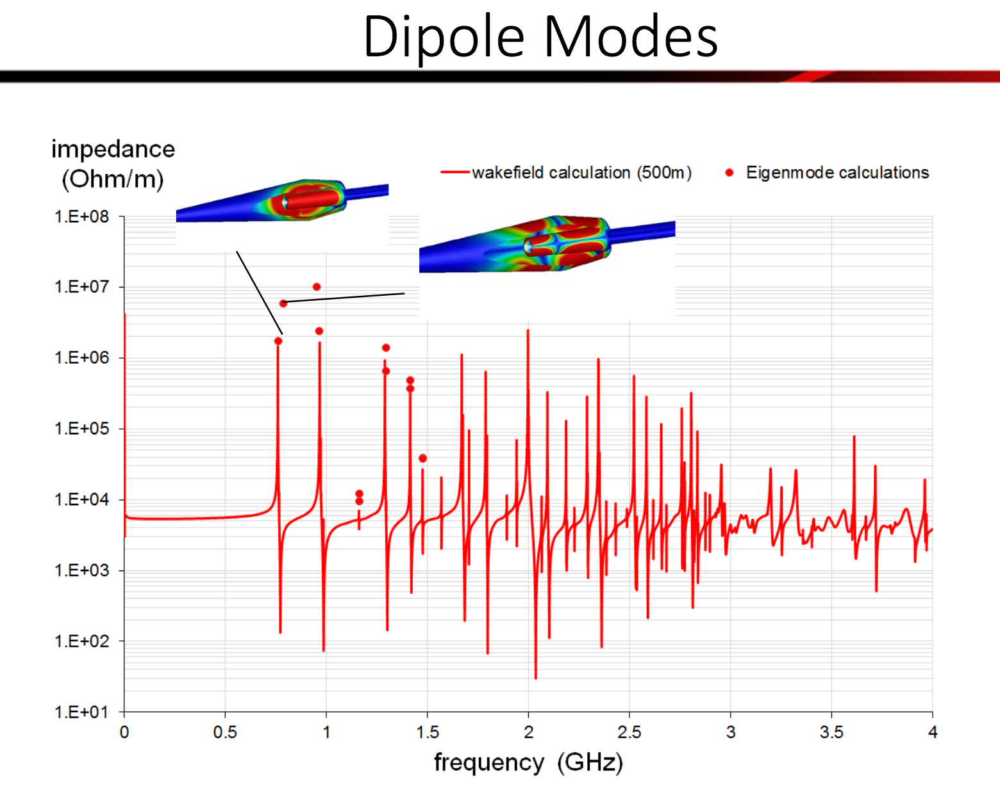 Dipole Modes
impedance
(Ohm/m)
wakefield calculation (500m)
Eigenmode calculations
1.E+08
1.E+07
1.E+06
1.E+05
1.E+04
1.E+03
1.E+02
1.E+01
0 0.5 1 1.5 2 2.5 3 3.5 4
frequency (GHz)